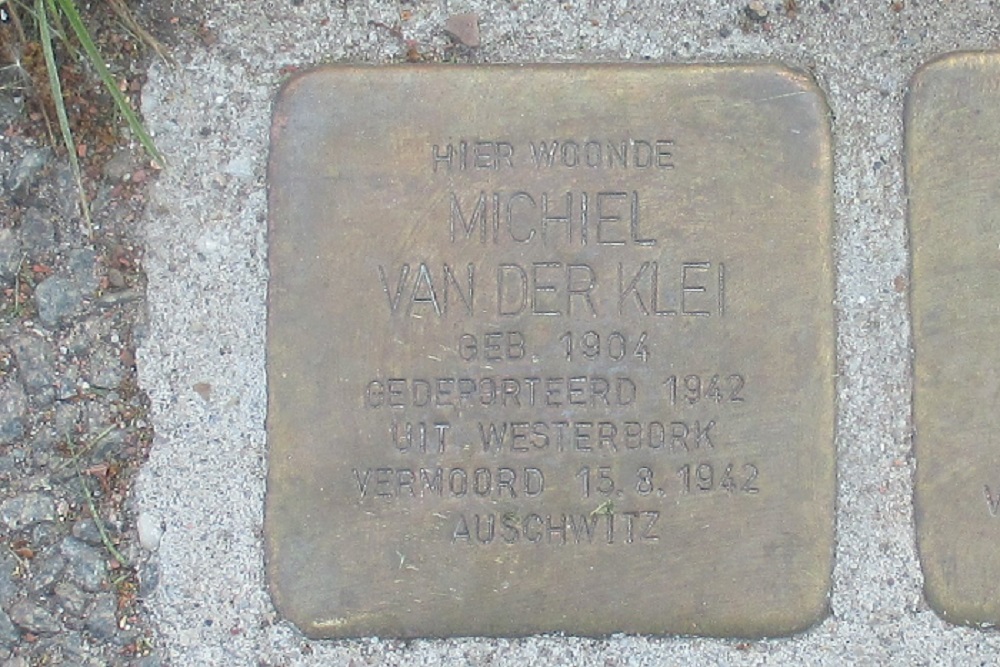 HIER WOONDE
MICHIEL
VAN DER KLEI
GEB. 1904
GEDEPORTEERD 1942
UIT WESTERBORK
VERMOORD 15.8.1942
AUSCHWITZ
V